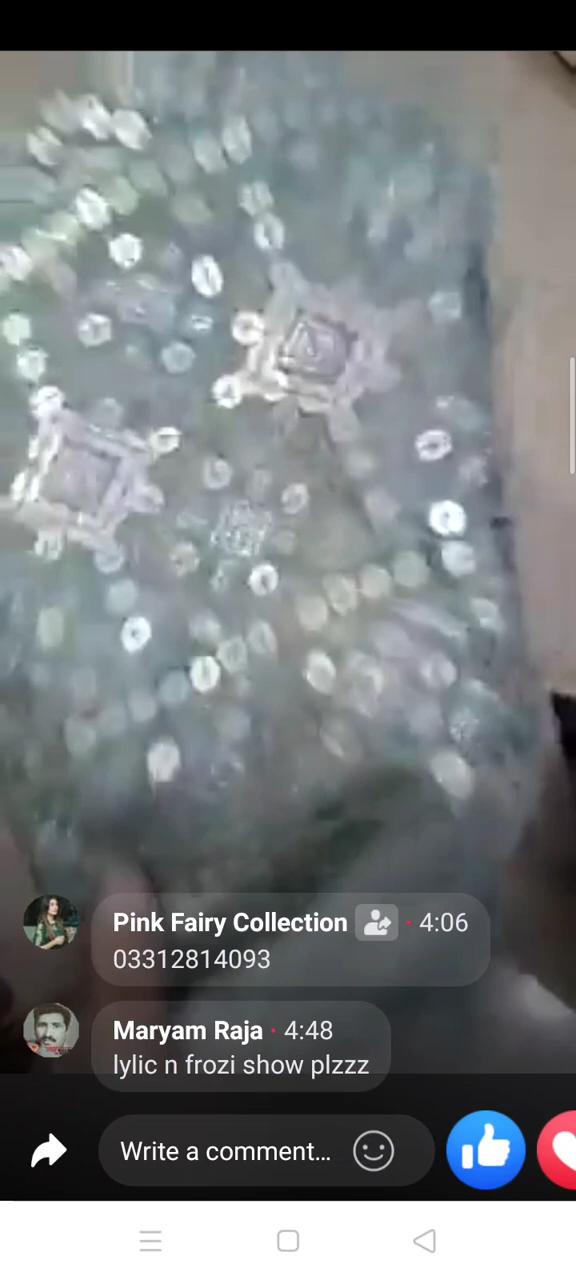 Pink Fairy Collection · 4:06
03312814093
Maryam Raja · 4:48
lylic n frozi show plzzz
Write a comment...